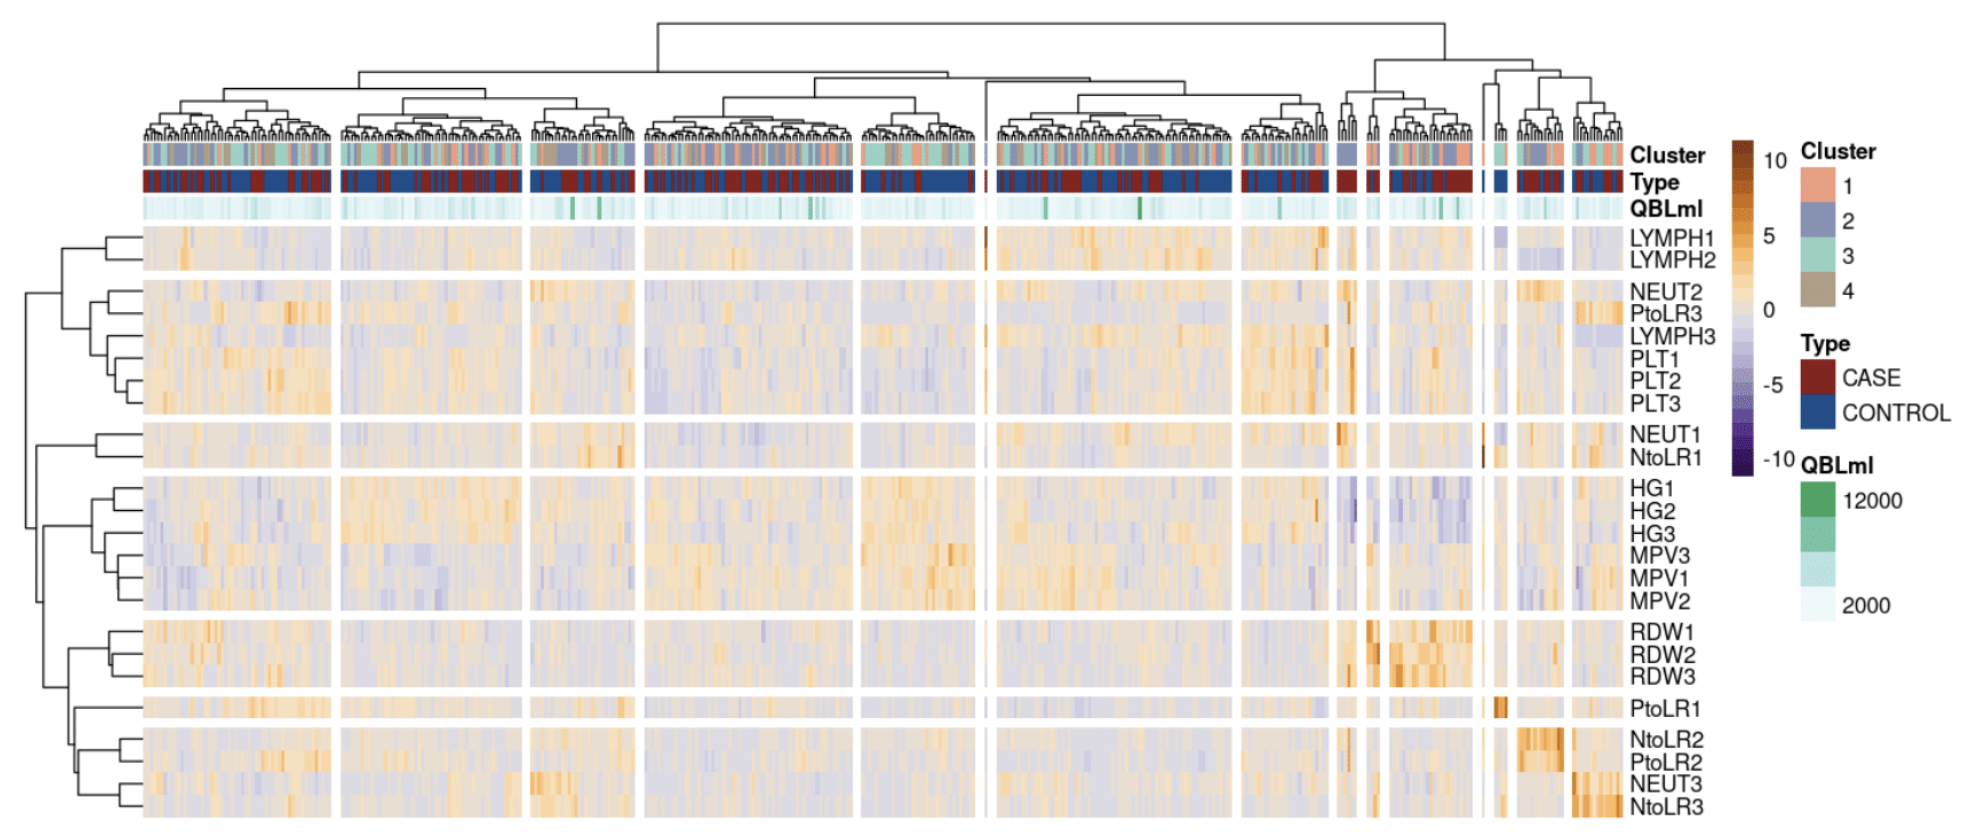 Cluster
Type
QBLml
LYMPH1
LYMPH2
NEUT2
PtoLR3
LYMPH3
PLT1
PLT2
PLT3
NEUT1
NtoLR1
HG1
HG2
HG3
MPV3
MPV1
MPV2
RDW1
RDW2
RDW3
PtoLR1
NtoLR2
PtoLR2
NEUT3
NtoLR3
10
5
0
-5
-10
Cluster
1
2
3
4
Type
CASE
CONTROL
QBLml
12000
2000